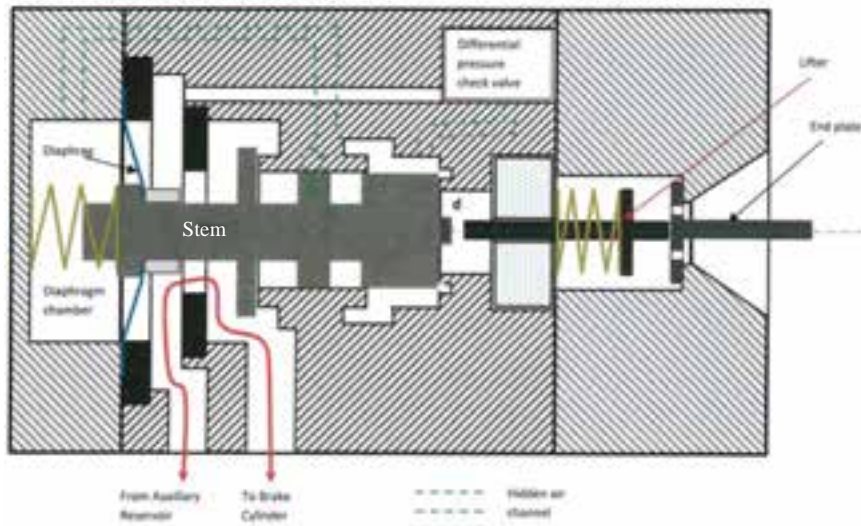 Differential
pressure
check valve
Lifter
End plate
Diaphrag
d
Stem
Diaphragm
chamber
From Auxiliary
Reservoir
To Brake
Cylinder
Hidden air
channel